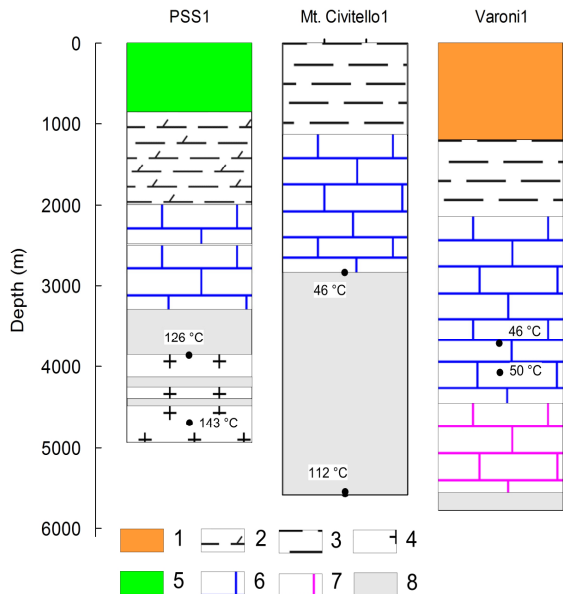 PSS1 Mt. Civitello1 Varoni1
0
1000
2000
3000
4000
5000
6000
Depth (m)
126 °C
143 °C
46 °C
112 °C
46 °C
50 °C
1 2 3 4
5 6 7 8